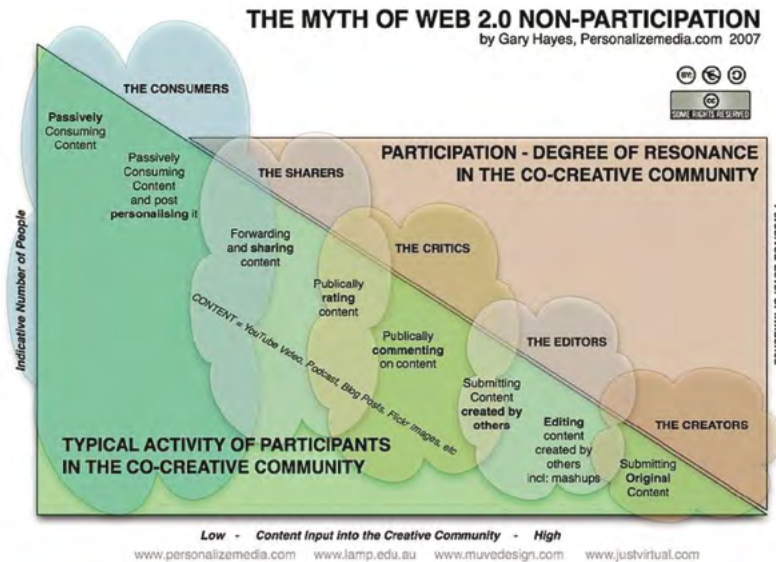 THE MYTH OF WEB 2.0 NON-PARTICIPATION
by Gary Hayes, Personalizemedia.com 2007
BY:
cc
SOME RIGHTS RESERVED
THE CONSUMERS
Passively
Consuming
Content
Passively
Consuming
Content
and post
personalising it
PARTICIPATION - DEGREE OF RESONANCE
IN THE CO-CREATIVE COMMUNITY
THE SHARERS
Forwarding
and sharing
content
THE CRITICS
Publically
rating
content
Publically
commenting
on content
CONTENT = YouTube Video, Podcast, Blog Posts, Flickr Images, etc
THE EDITORS
Submitting
Content
created by
others
Editing
content
created by
others
incl: mashups
THE CREATORS
Submitting
Original
Content
Indicative Number of People
TYPICAL ACTIVITY OF PARTICIPANTS
IN THE CO-CREATIVE COMMUNITY
Low - Content Input into the Creative Community - High
www.personalizemedia.com www.lamp.edu.au www.muvedesign.com www.justvirtual.com